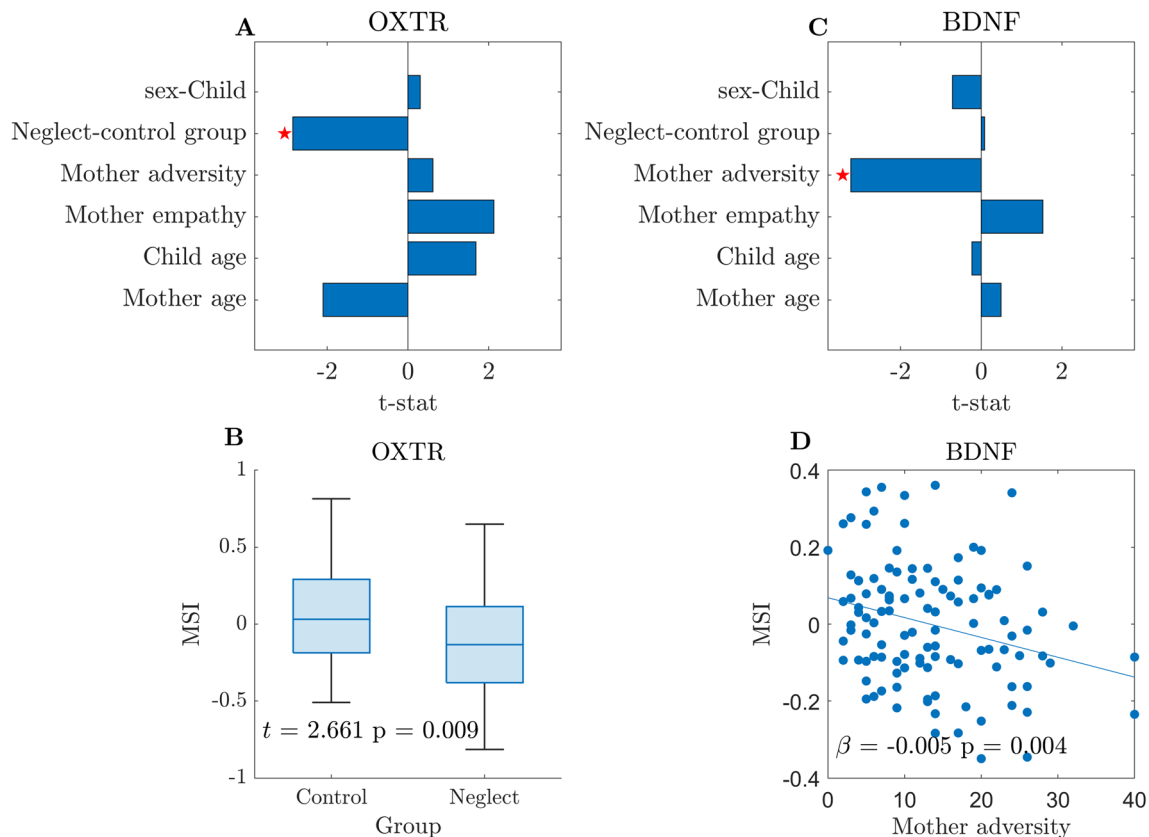 A
OXTR
sex-Child
Neglect-control group
Mother adversity
Mother empathy
Child age
Mother age
-2 0 2
t-stat
C
BDNF
sex-Child
Neglect-control group
Mother adversity
Mother empathy
Child age
Mother age
-2 0 2
t-stat
B
OXTR
1
0.5
0
-0.5
-1
MSI
t = 2.661 p = 0.009
Control Neglect
Group
D
BDNF
0.4
0.2
0
-0.2
-0.4
MSI
β = -0.005 p = 0.004
0 10 20 30 40
Mother adversity